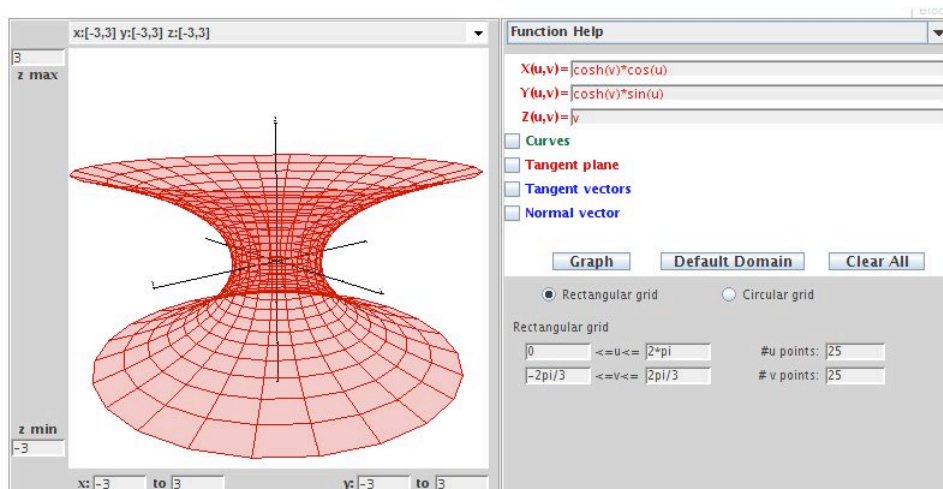 x:[-3,3] y:[-3,3] z:[-3,3]
3
z max
z min
-3
x: -3 to 3 y: -3 to 3
Function Help
X(u,v)= cosh(v)*cos(u)
Y(u,v)= cosh(v)*sin(u)
Z(u,v)= v
Curves
Tangent plane
Tangent vectors
Normal vector
Graph Default Domain Clear All
Rectangular grid Circular grid
Rectangular grid
0 <=u<= 2*pi #u points: 25
-2pi/3 <=v<= 2pi/3 # v points: 25